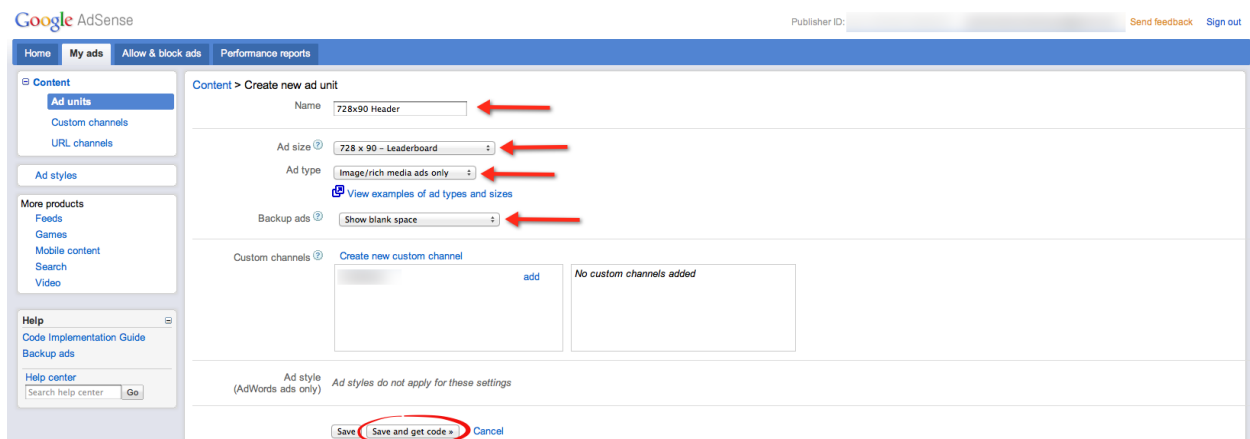 Google AdSense
Publisher ID:
Send feedback Sign out
Home My ads Allow & block ads Performance reports
Content
Ad units
Custom channels
URL channels
Ad styles
More products
Feeds
Games
Mobile content
Search
Video
Help
Code Implementation Guide
Backup ads
Help center
Search help center Go
Content > Create new ad unit
Name 728x90 Header
Ad size ? 728 x 90 – Leaderboard
Ad type Image/rich media ads only
View examples of ad types and sizes
Backup ads ? Show blank space
Custom channels ? Create new custom channel
add
No custom channels added
Ad style
(AdWords ads only)
Ad styles do not apply for these settings
Save Save and get code » Cancel